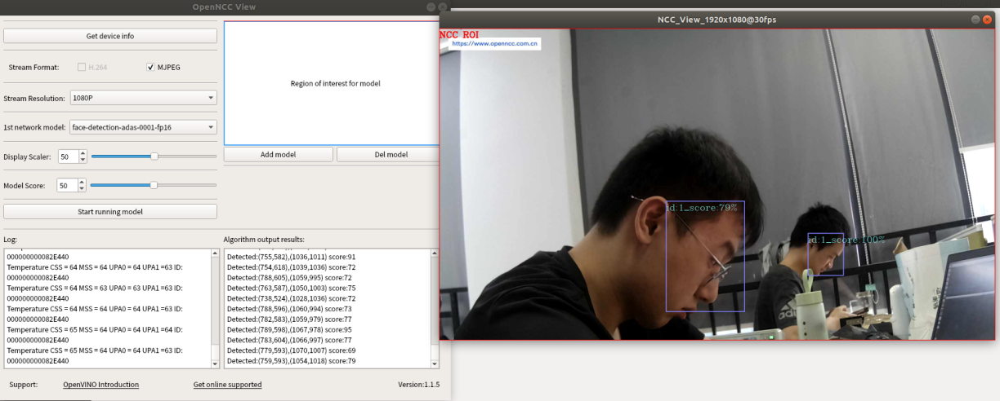 OpenNCC View
Get device info
Stream Format:
H.264
MJPEG
Stream Resolution:
1080P
1st network model:
face-detection-adas-0001-fp16
Display Scaler:
50
Model Score:
50
Start running model
Region of interest for model
Add model
Del model
Log:
000000000082E440
Temperature CSS = 64 MSS = 64 UPA0 = 64 UPA1 =63 ID:
000000000082E440
Temperature CSS = 64 MSS = 63 UPA0 = 63 UPA1 =63 ID:
000000000082E440
Temperature CSS = 64 MSS = 64 UPA0 = 63 UPA1 =63 ID:
000000000082E440
Temperature CSS = 65 MSS = 64 UPA0 = 64 UPA1 =64 ID:
000000000082E440
Temperature CSS = 65 MSS = 64 UPA0 = 64 UPA1 =63 ID:
000000000082E440
Algorithm output results:
Detected:(755,582),(1036,1011) score:91
Detected:(754,618),(1039,1036) score:72
Detected:(788,605),(1059,995) score:72
Detected:(763,587),(1050,1003) score:75
Detected:(738,524),(1028,1036) score:72
Detected:(788,596),(1060,994) score:73
Detected:(782,583),(1059,979) score:77
Detected:(789,598),(1067,978) score:95
Detected:(783,604),(1066,997) score:77
Detected:(779,593),(1070,1007) score:69
Detected:(759,593),(1054,1018) score:79
Support:
OpenVINO Introduction
Get online supported
Version:1.1.5
NCC_View_1920x1080@30fps
NCC ROI
https://www.openncc.com.cn
id:1_score:79%
id:1_score:100%
adidas